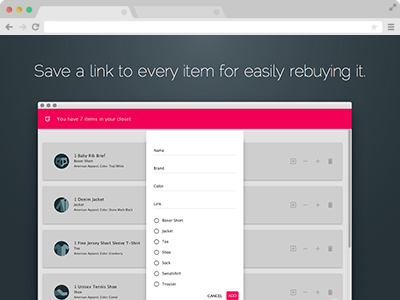 Save a link to every item for easily rebuying it.
You have 7 items in your closet
Name
1 Baby Rib Brief
Boxer Short
American Apparel, Color: Teal/White
Brand
Color
1 Denim Jacket
Jacket
American Apparel, Color: Stone Wash Black
Link
Boxer Short
Jacket
1 Fine Jersey Short Sleeve T-Shirt
Tee
American Apparel, Color: Cranberry
Tee
Shoe
Sock
Sweatshirt
1 Unisex Tennis Shoe
Shoe
American Apparel, Color: Camel
Trouser
CANCEL
ADD